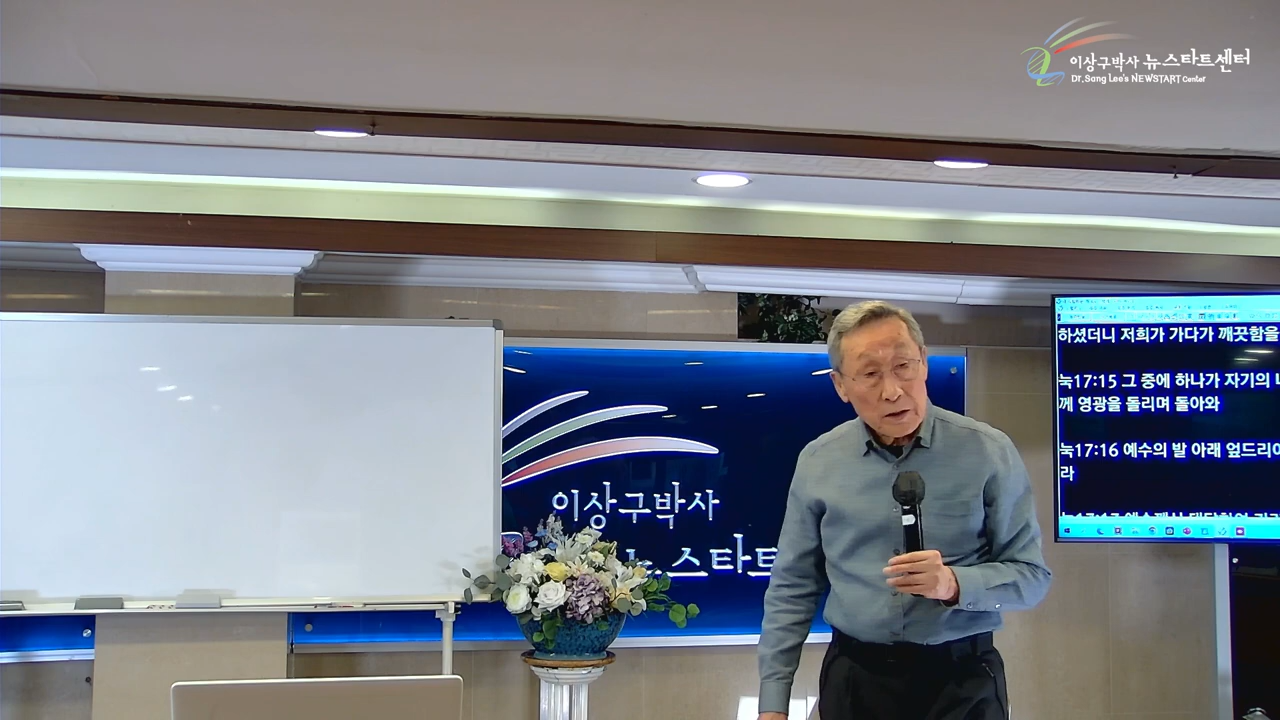 이상구박사 뉴스타트센터
Dr.Sang Lee's NEWSTART Center
하셨더니 저희가 가다가 깨끗함을
눅17:15 그 중에 하나가 자기의
께 영광을 돌리며 돌아와
눅17:16 예수의 발 아래 엎드리어
라
이상구박사
뉴스타트